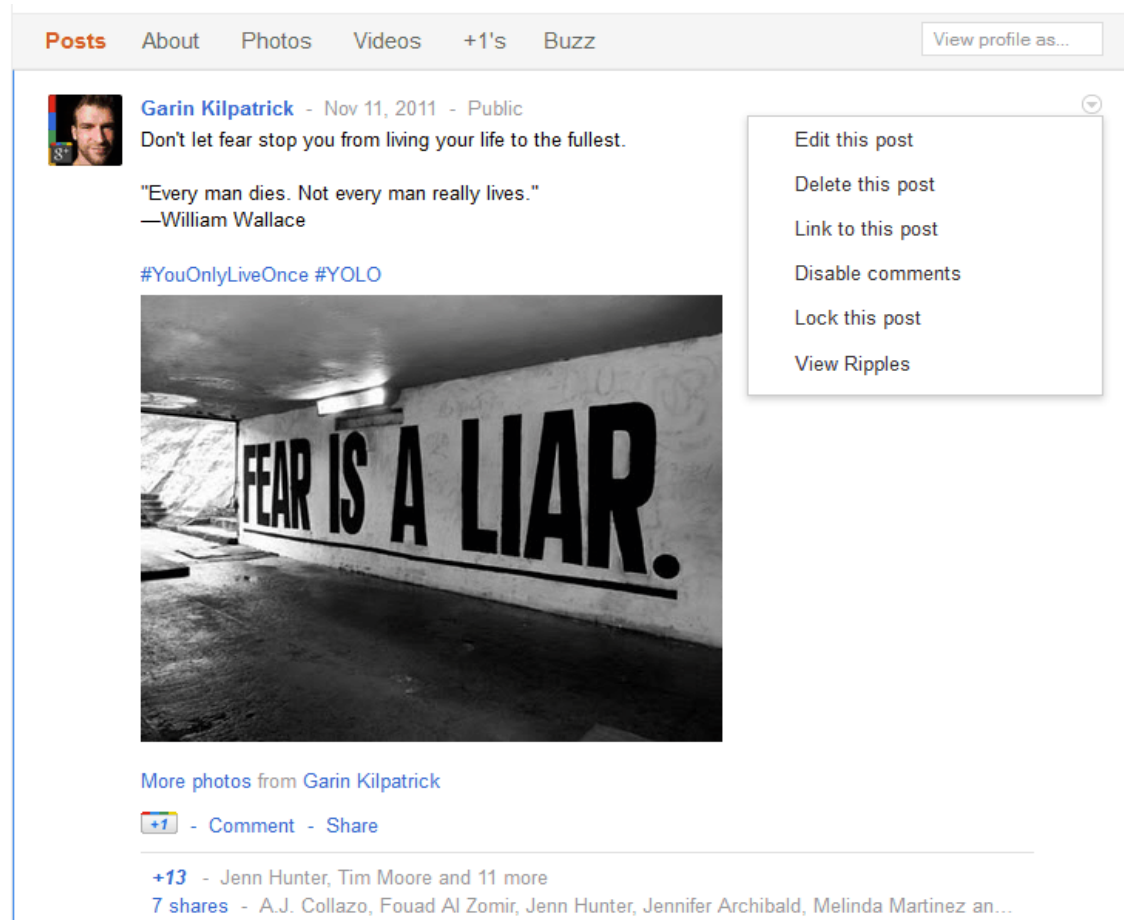 Posts About Photos Videos +1's Buzz
View profile as...
Garin Kilpatrick - Nov 11, 2011 - Public
Don't let fear stop you from living your life to the fullest.
"Every man dies. Not every man really lives."
—William Wallace
#YouOnlyLiveOnce #YOLO
g+
Edit this post
Delete this post
Link to this post
Disable comments
Lock this post
View Ripples
FEAR IS A LIAR.
More photos from Garin Kilpatrick
+1 - Comment - Share
+13 - Jenn Hunter, Tim Moore and 11 more
7 shares - A.J. Collazo, Fouad Al Zomir, Jenn Hunter, Jennifer Archibald, Melinda Martinez an...